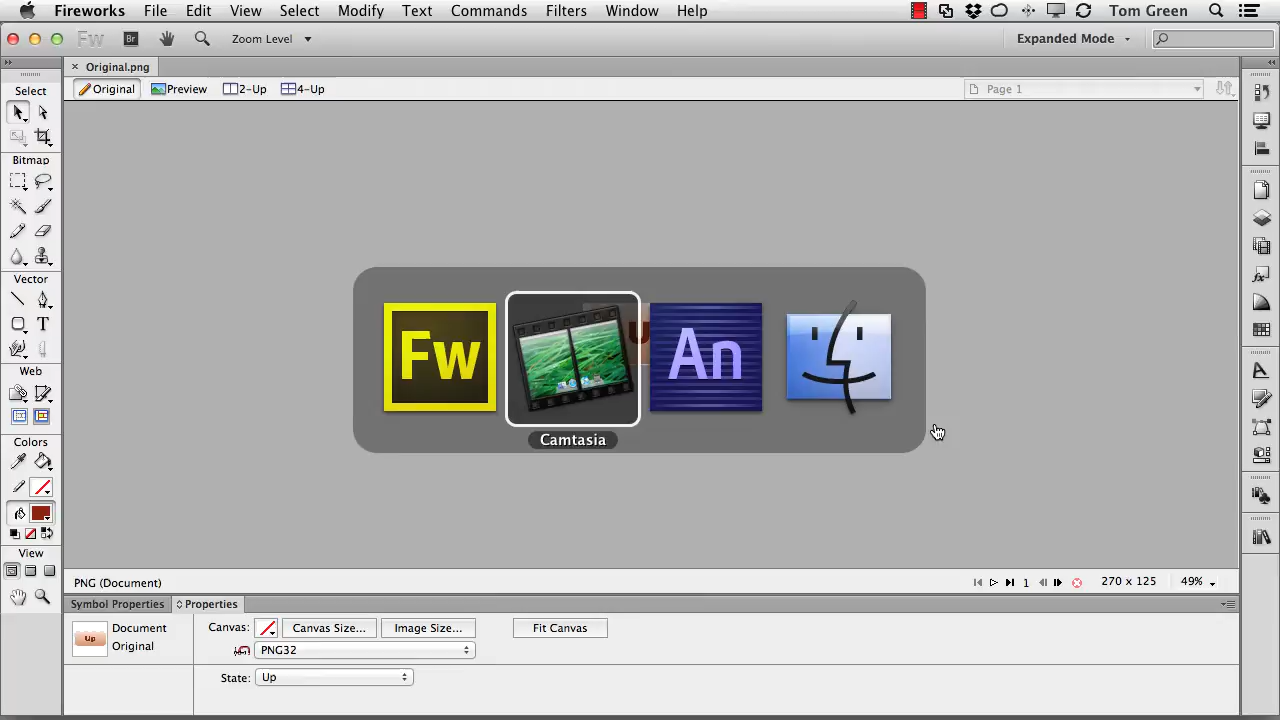 Fireworks File Edit View Select Modify Text Commands Filters Window Help Tom Green
Fw Br Zoom Level Expanded Mode
Original.png
Original Preview 2-Up 4-Up Page 1
Select
Bitmap
Vector
Web
Colors
View
Fw An
Camtasia
PNG (Document) 1 270 x 125 49%
Symbol Properties Properties
Up Document
Original
Canvas: Canvas Size... Image Size... Fit Canvas
PNG32
State: Up